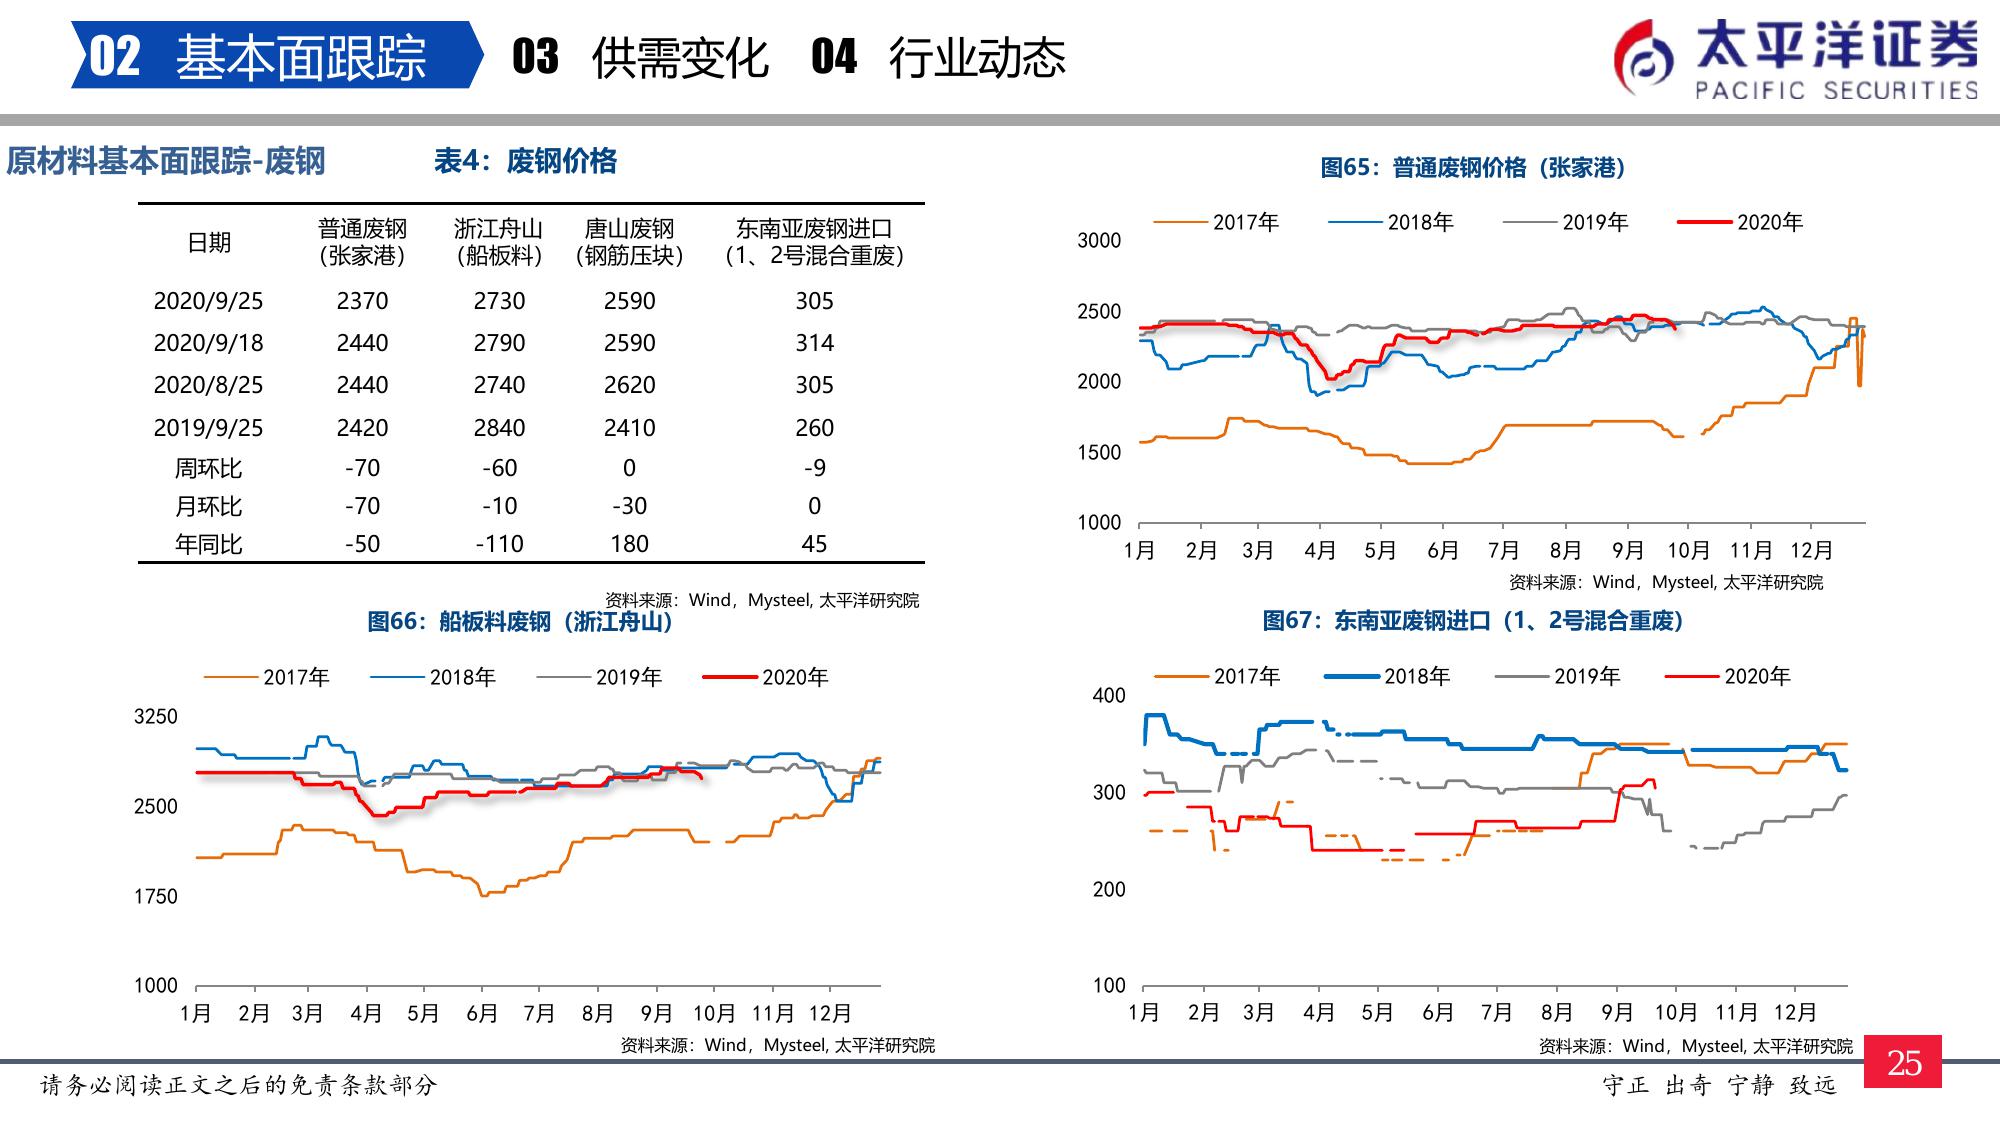 02 基本面跟踪 03 供需变化 04 行业动态
太平洋证券
PACIFIC SECURITIES
原材料基本面跟踪-废钢
表4：废钢价格
日期 普通废钢（张家港） 浙江舟山（船板料） 唐山废钢（钢筋压块） 东南亚废钢进口（1、2号混合重废）
2020/9/25 2370 2730 2590 305
2020/9/18 2440 2790 2590 314
2020/8/25 2440 2740 2620 305
2019/9/25 2420 2840 2410 260
周环比 -70 -60 0 -9
月环比 -70 -10 -30 0
年同比 -50 -110 180 45
资料来源：Wind，Mysteel, 太平洋研究院
图65：普通废钢价格（张家港）
2017年 2018年 2019年 2020年
3000
2500
2000
1500
1000
1月 2月 3月 4月 5月 6月 7月 8月 9月 10月 11月 12月
资料来源：Wind，Mysteel, 太平洋研究院
图66：船板料废钢（浙江舟山）
2017年 2018年 2019年 2020年
3250
2500
1750
1000
1月 2月 3月 4月 5月 6月 7月 8月 9月 10月 11月 12月
资料来源：Wind，Mysteel, 太平洋研究院
图67：东南亚废钢进口（1、2号混合重废）
2017年 2018年 2019年 2020年
400
300
200
100
1月 2月 3月 4月 5月 6月 7月 8月 9月 10月 11月 12月
资料来源：Wind，Mysteel, 太平洋研究院
请务必阅读正文之后的免责条款部分
守正 出奇 宁静 致远
25